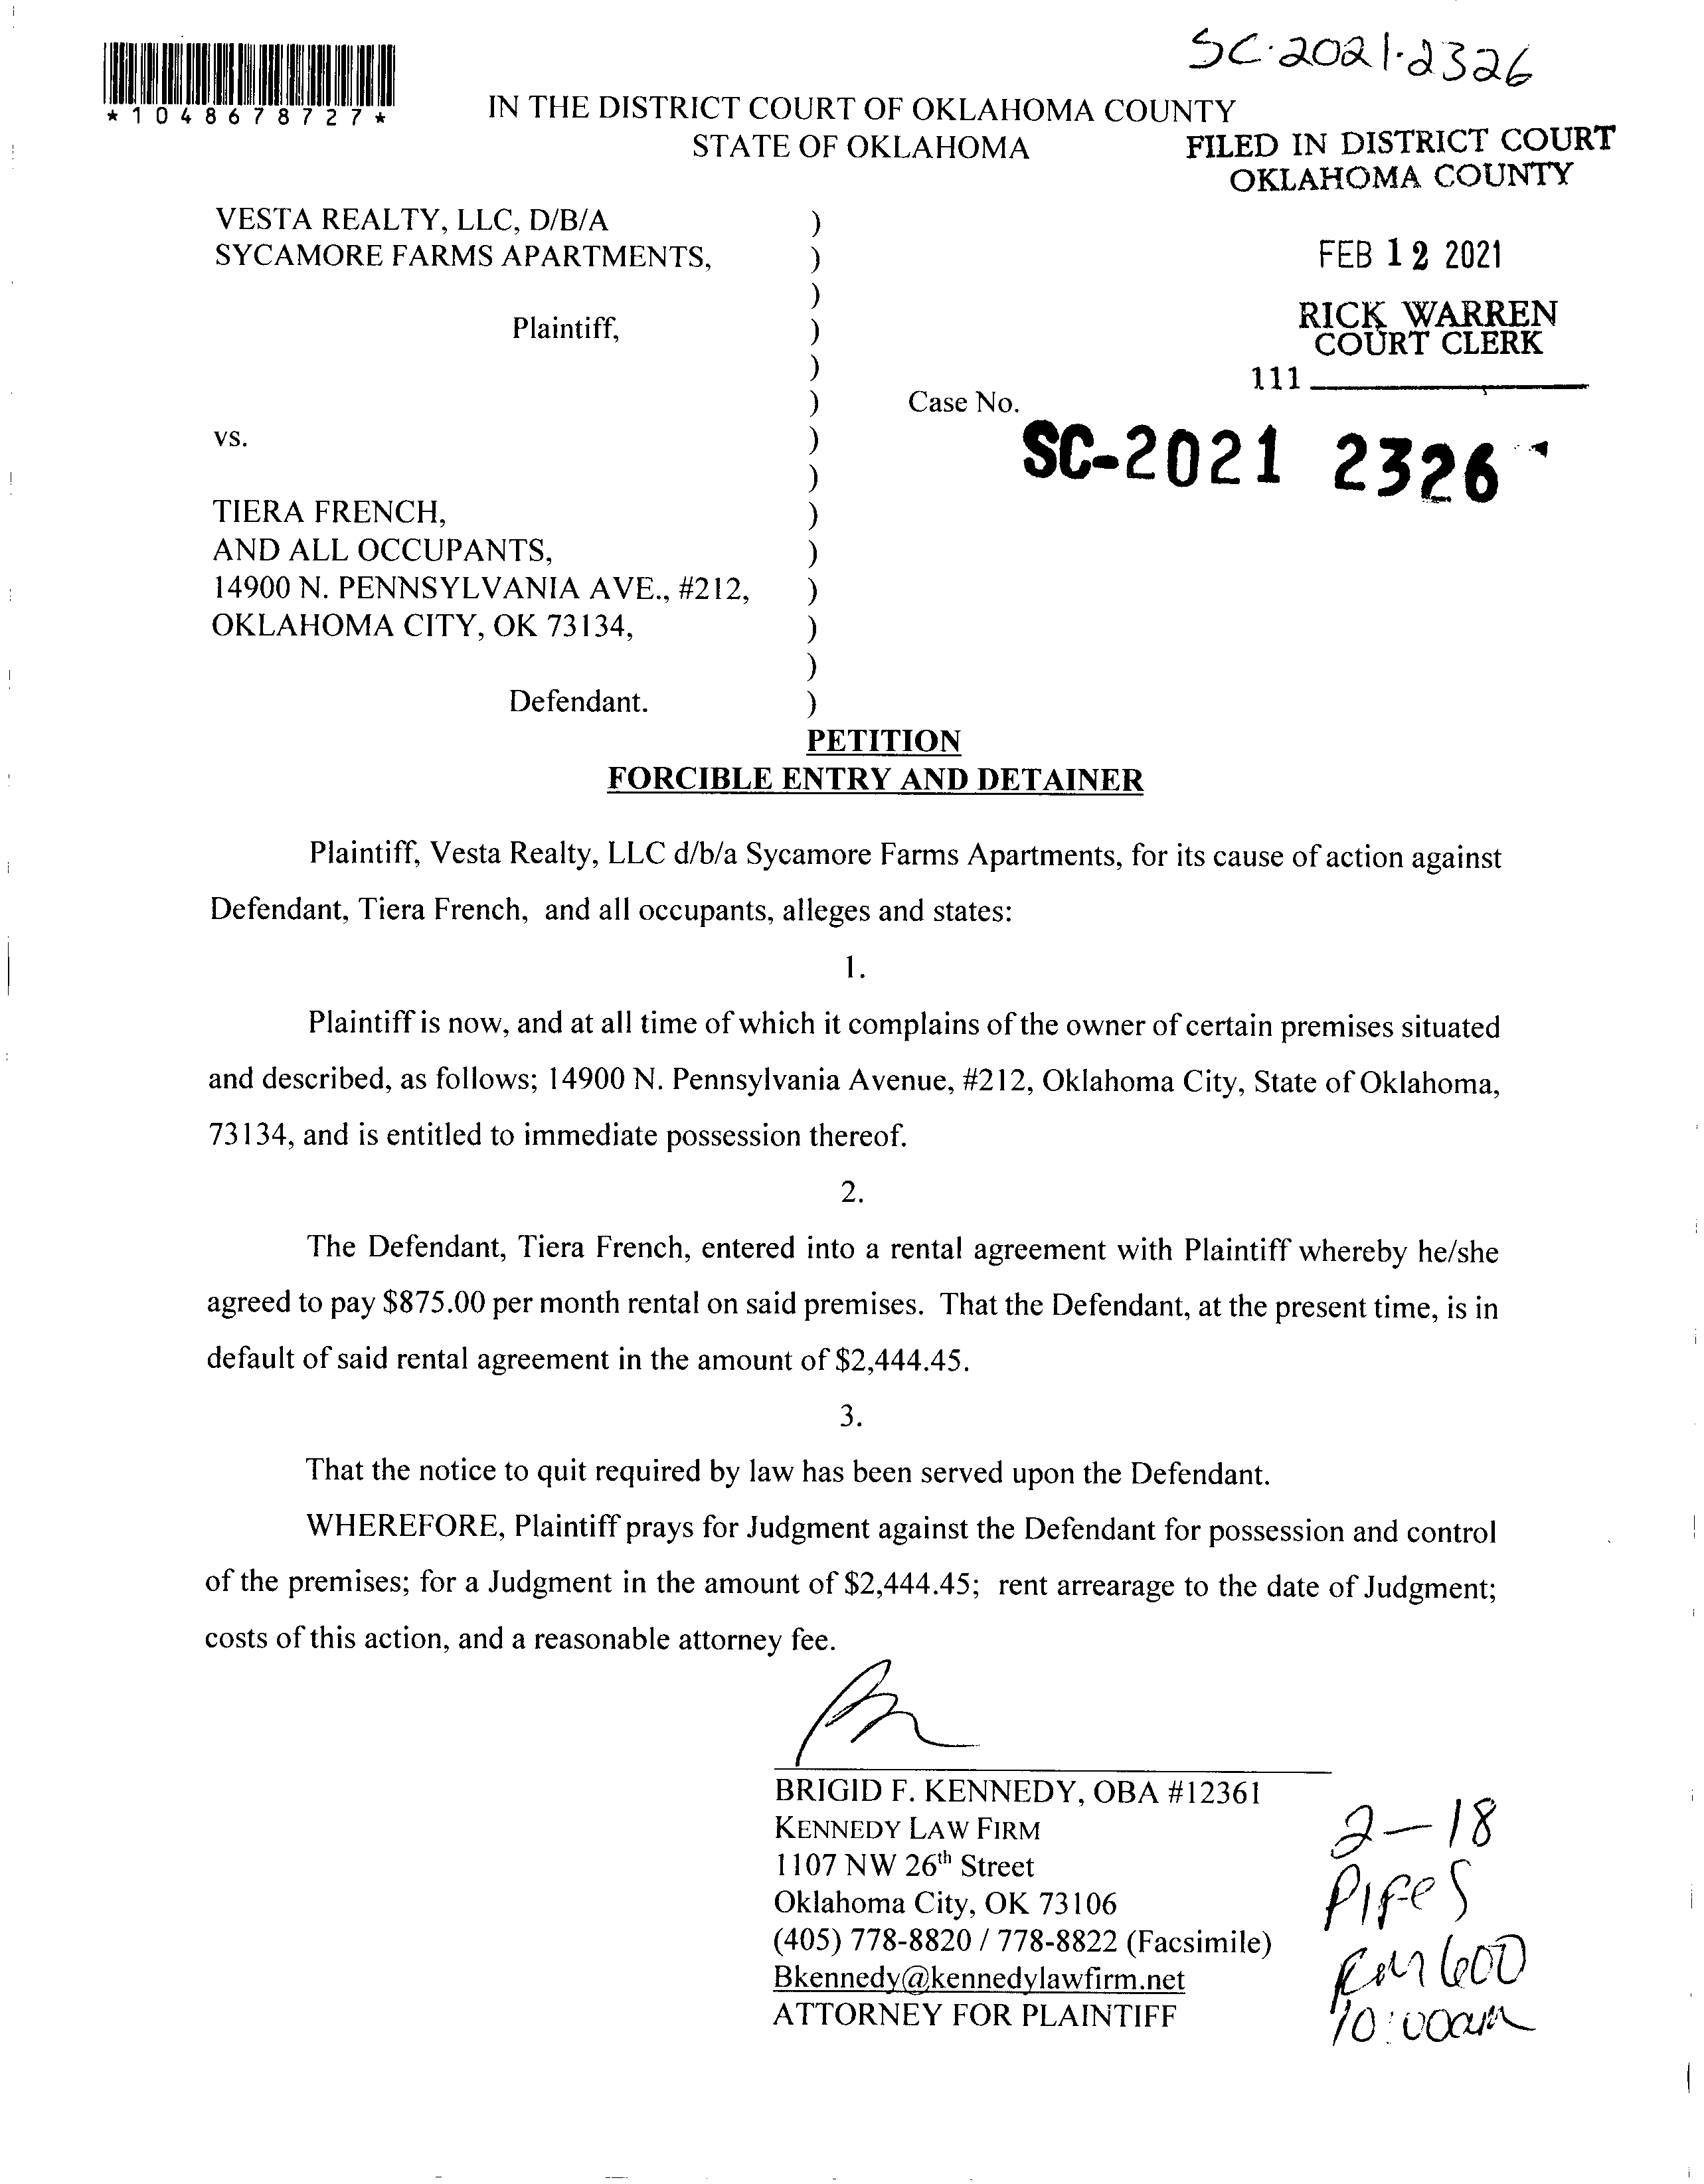 SC-2021-2326
*1048678727*
IN THE DISTRICT COURT OF OKLAHOMA COUNTY
STATE OF OKLAHOMA
FILED IN DISTRICT COURT
OKLAHOMA COUNTY
FEB 12 2021
RICK WARREN
COURT CLERK
111
VESTA REALTY, LLC, D/B/A )
SYCAMORE FARMS APARTMENTS, )
)
Plaintiff, )
)
) Case No.
vs. ) SC-2021 2326
)
TIERA FRENCH, )
AND ALL OCCUPANTS, )
14900 N. PENNSYLVANIA AVE., #212, )
OKLAHOMA CITY, OK 73134, )
)
Defendant. )
PETITION
FORCIBLE ENTRY AND DETAINER
Plaintiff, Vesta Realty, LLC d/b/a Sycamore Farms Apartments, for its cause of action against
Defendant, Tiera French, and all occupants, alleges and states:
1.
Plaintiff is now, and at all time of which it complains of the owner of certain premises situated
and described, as follows; 14900 N. Pennsylvania Avenue, #212, Oklahoma City, State of Oklahoma,
73134, and is entitled to immediate possession thereof.
2.
The Defendant, Tiera French, entered into a rental agreement with Plaintiff whereby he/she
agreed to pay $875.00 per month rental on said premises. That the Defendant, at the present time, is in
default of said rental agreement in the amount of $2,444.45.
3.
That the notice to quit required by law has been served upon the Defendant.
WHEREFORE, Plaintiff prays for Judgment against the Defendant for possession and control
of the premises; for a Judgment in the amount of $2,444.45; rent arrearage to the date of Judgment;
costs of this action, and a reasonable attorney fee.
BRIGID F. KENNEDY, OBA #12361
KENNEDY LAW FIRM
1107 NW 26th Street
Oklahoma City, OK 73106
(405) 778-8820 / 778-8822 (Facsimile)
Bkennedy@kennedylawfirm.net
ATTORNEY FOR PLAINTIFF
2-18
PIPES
RM 600
10:00am